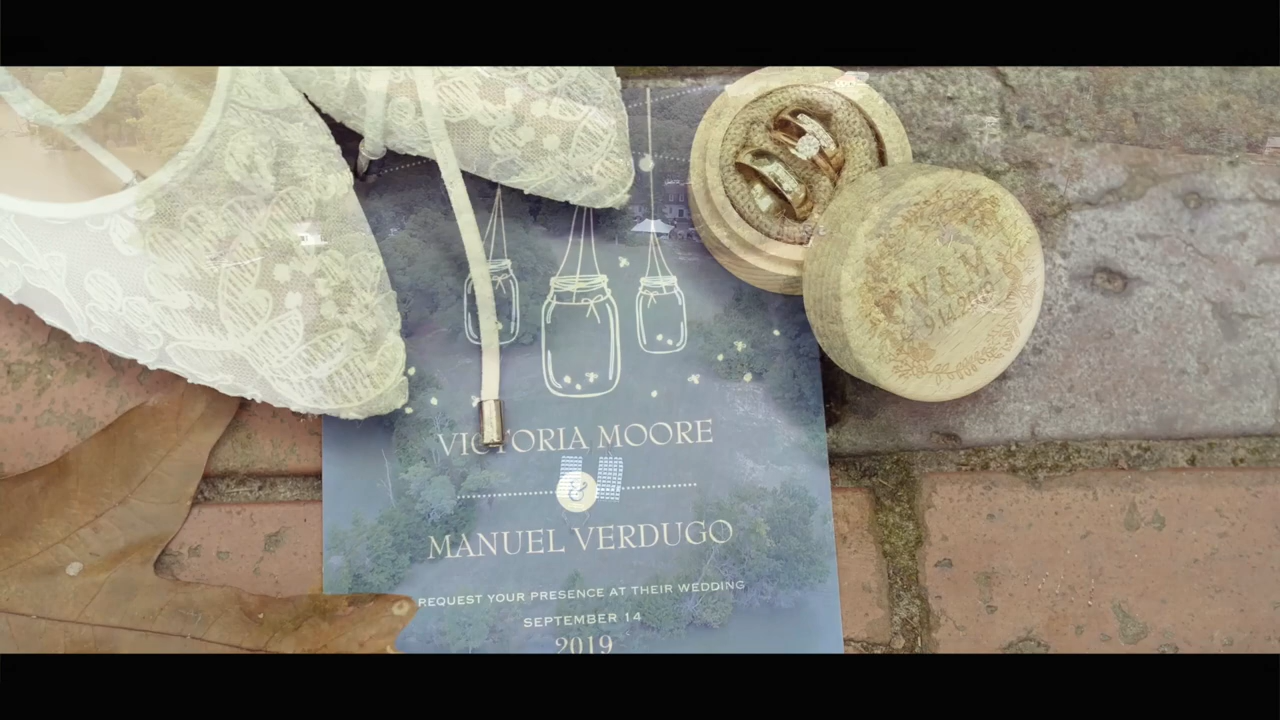 VICTORIA MOORE
&
MANUEL VERDUGO
REQUEST YOUR PRESENCE AT THEIR WEDDING
SEPTEMBER 14
2019
V & M